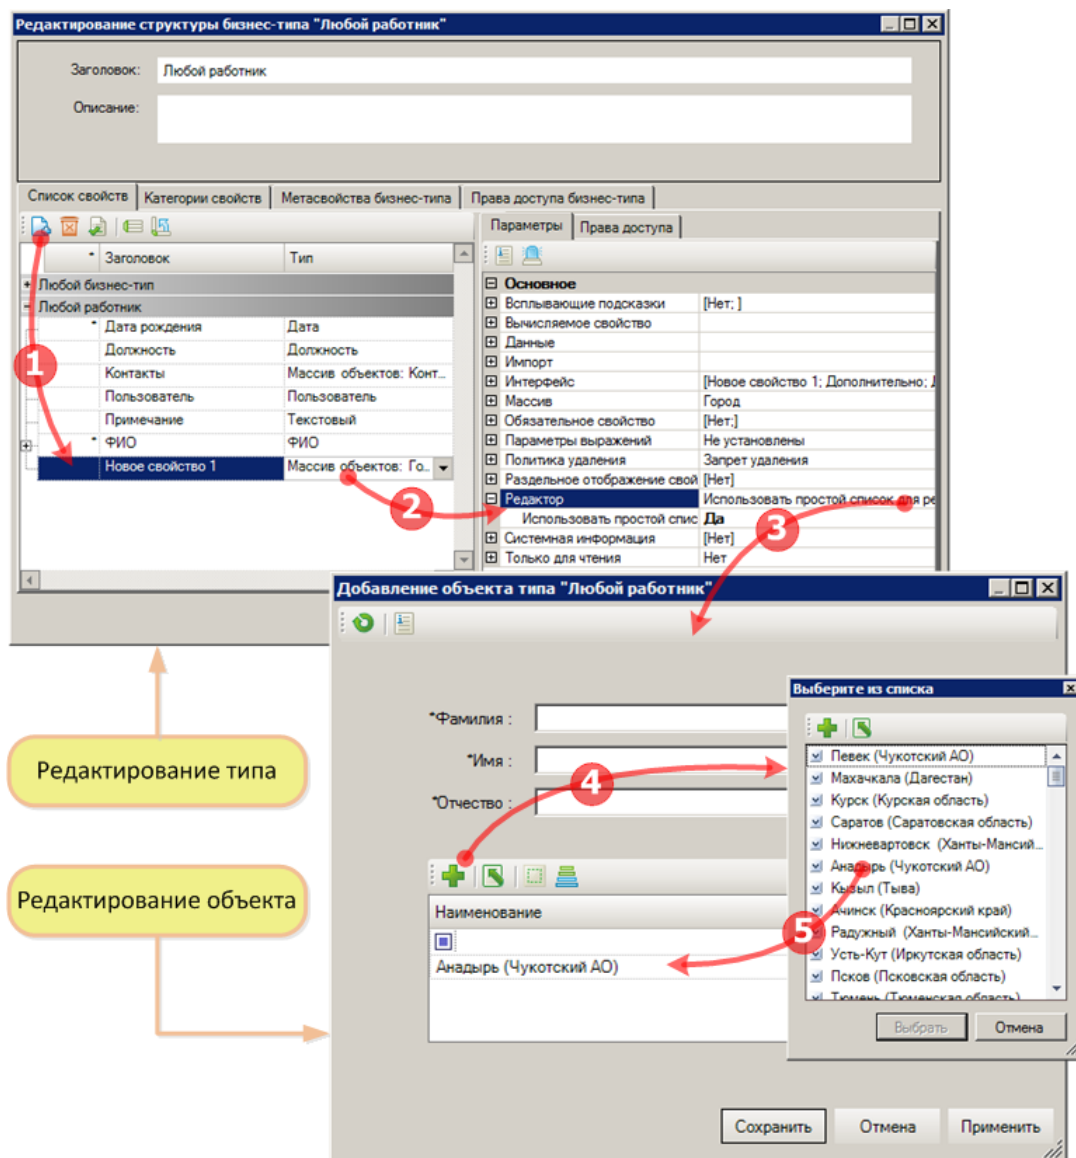 Редактирование структуры бизнес-типа "Любой работник"
Заголовок: Любой работник
Описание:
Список свойств Категории свойств Метасвойства бизнес-типа Права доступа бизнес-типа
Параметры Права доступа
* Заголовок Тип
Любой бизнес-тип
Любой работник
* Дата рождения Дата
Должность Должность
Контакты Массив объектов: Конт...
Пользователь Пользователь
Примечание Текстовый
* ФИО ФИО
Новое свойство 1 Массив объектов: Го...
Основное
Всплывающие подсказки [Нет; ]
Вычисляемое свойство
Данные
Импорт
Интерфейс [Новое свойство 1; Дополнительно;
Массив Город
Обязательное свойство [Нет;]
Параметры выражений Не установлены
Политика удаления Запрет удаления
Раздельное отображение свой [Нет]
Редактор Использовать простой список для ре
Использовать простой спис Да
Системная информация [Нет]
Только для чтения Нет
1
2
3
Добавление объекта типа "Любой работник"
*Фамилия :
*Имя :
*Отчество :
4
Наименование
Анадырь (Чукотский АО)
5
Выберите из списка
Певек (Чукотский АО)
Махачкала (Дагестан)
Курск (Курская область)
Саратов (Саратовская область)
Нижневартовск (Ханты-Мансий...
Анадырь (Чукотский АО)
Кызыл (Тыва)
Ачинск (Красноярский край)
Радужный (Ханты-Мансийский...
Усть-Кут (Иркутская область)
Псков (Псковская область)
Тюмень (Тюменская область)
Выбрать Отмена
Сохранить Отмена Применить
Редактирование типа
Редактирование объекта